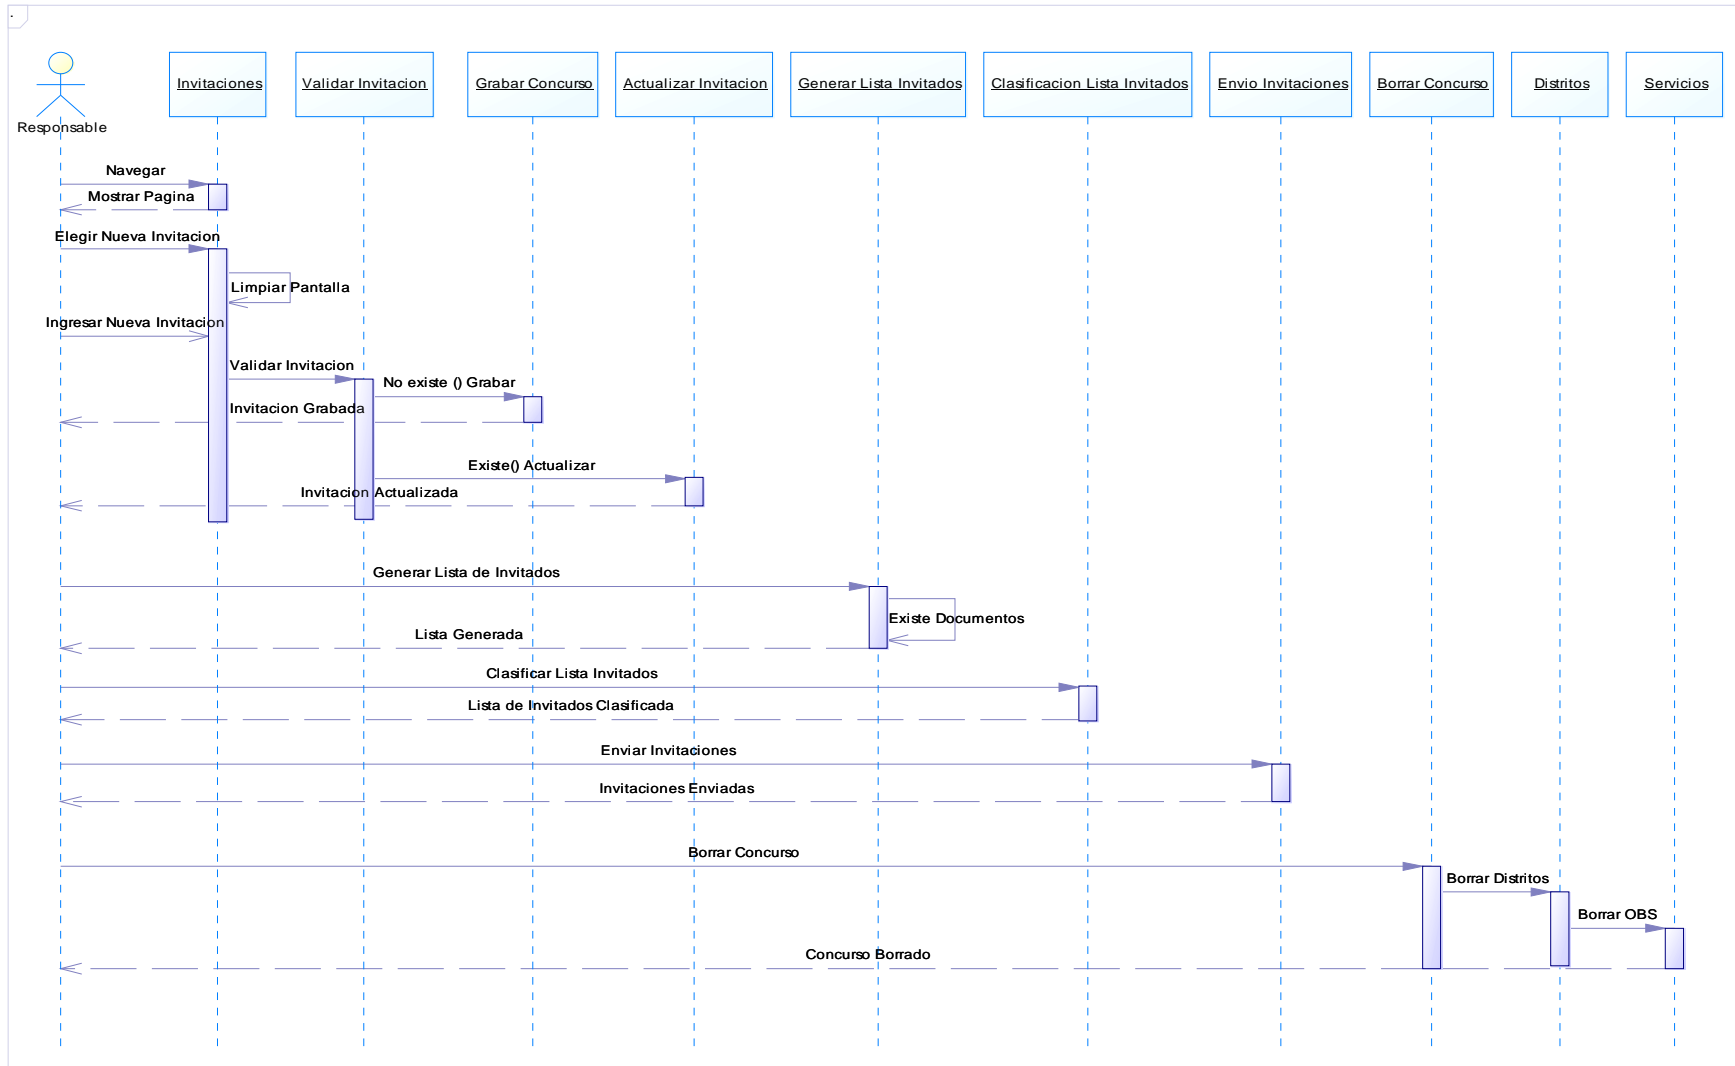 .
Responsable
Invitaciones
Validar Invitacion
Grabar Concurso
Actualizar Invitacion
Generar Lista Invitados
Clasificacion Lista Invitados
Envio Invitaciones
Borrar Concurso
Distritos
Servicios
Navegar
Mostrar Pagina
Elegir Nueva Invitacion
Limpiar Pantalla
Ingresar Nueva Invitacion
Validar Invitacion
No existe () Grabar
Invitacion Grabada
Existe() Actualizar
Invitacion Actualizada
Generar Lista de Invitados
Existe Documentos
Lista Generada
Clasificar Lista Invitados
Lista de Invitados Clasificada
Enviar Invitaciones
Invitaciones Enviadas
Borrar Concurso
Borrar Distritos
Borrar OBS
Concurso Borrado